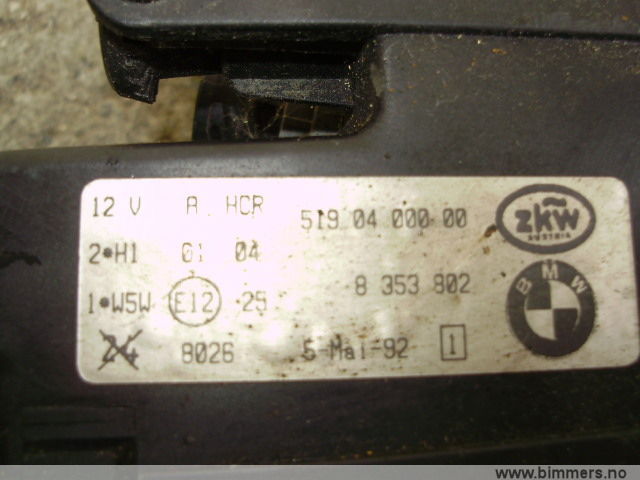 12 V A HCR 519 04 000 00
zkw
AUSTRIA
2*H1 01 04
8 353 802
BMW
1*W5W E12 25
24 8026 5-Mai-92 1
www.bimmers.no